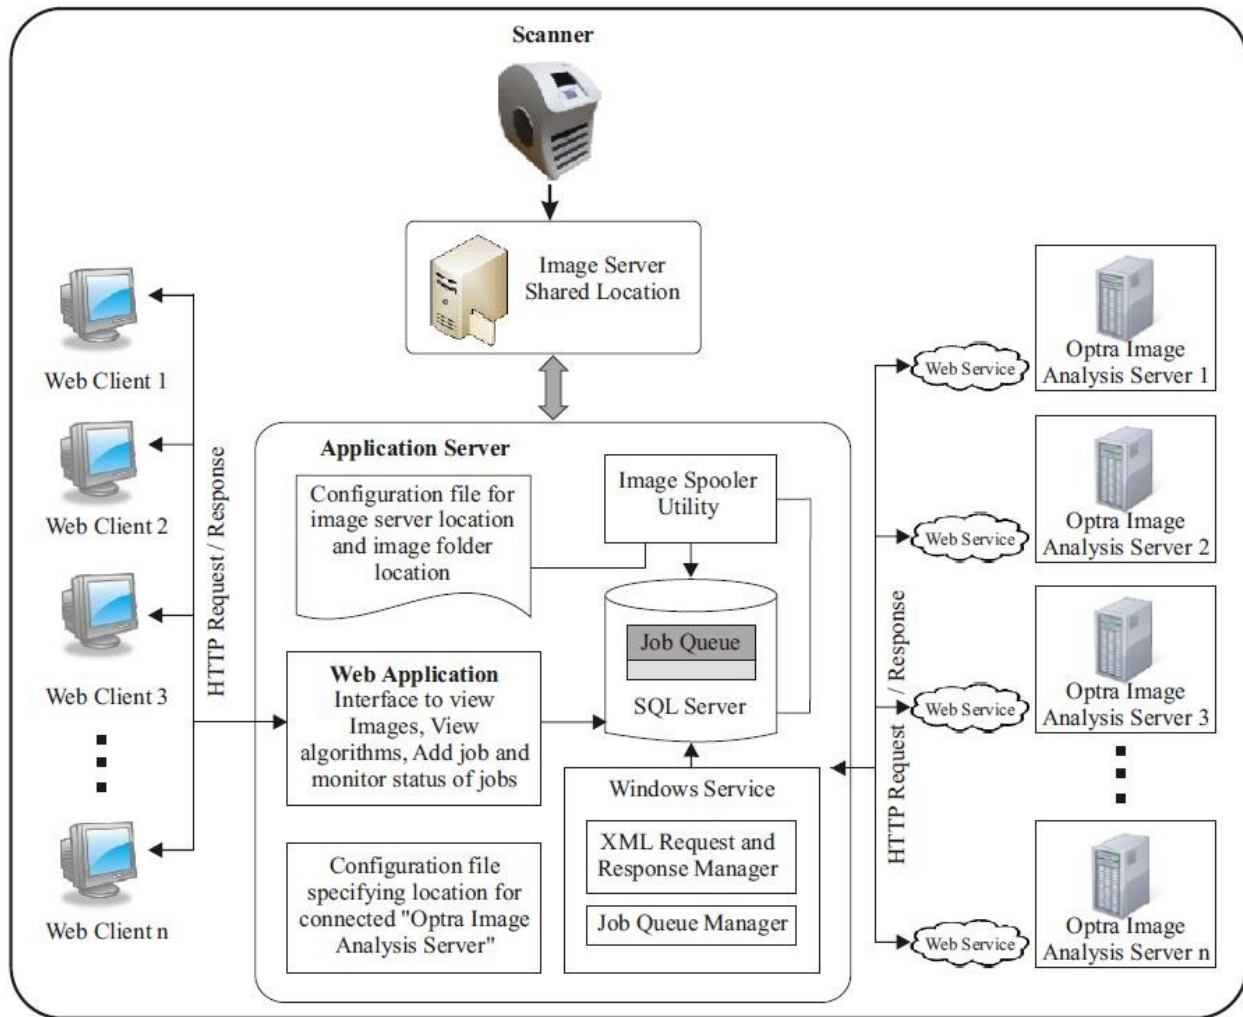 Scanner
Image Server
Shared Location
Web Client 1
Web Client 2
Web Client 3
Web Client n
HTTP Request / Response
Application Server
Configuration file for
image server location
and image folder
location
Image Spooler
Utility
Job Queue
SQL Server
Web Application
Interface to view
Images, View
algorithms, Add job and
monitor status of jobs
Configuration file
specifying location for
connected "Optra Image
Analysis Server"
Windows Service
XML Request and
Response Manager
Job Queue Manager
HTTP Request / Response
Web Service
Optra Image
Analysis Server 1
Web Service
Optra Image
Analysis Server 2
Web Service
Optra Image
Analysis Server 3
Web Service
Optra Image
Analysis Server n